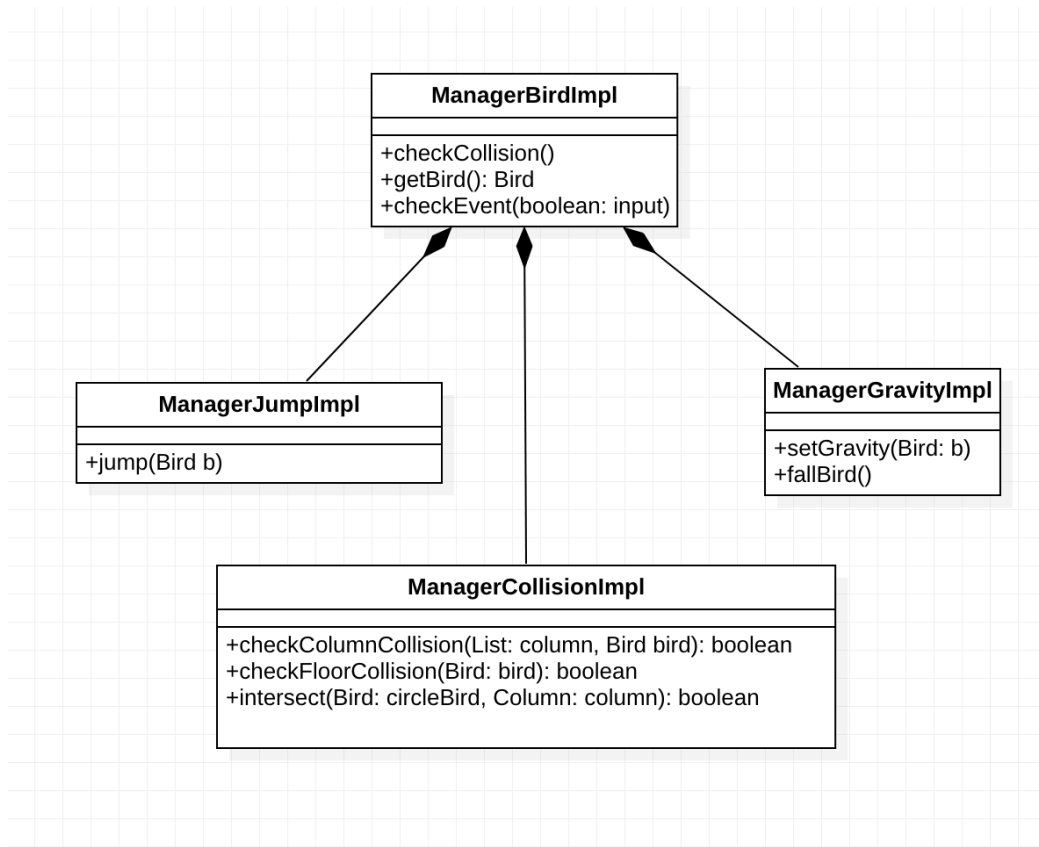 ManagerBirdImpl
+checkCollision()
+getBird(): Bird
+checkEvent(boolean: input)
ManagerJumpImpl
+jump(Bird b)
ManagerGravityImpl
+setGravity(Bird: b)
+fallBird()
ManagerCollisionImpl
+checkColumnCollision(List: column, Bird bird): boolean
+checkFloorCollision(Bird: bird): boolean
+intersect(Bird: circleBird, Column: column): boolean